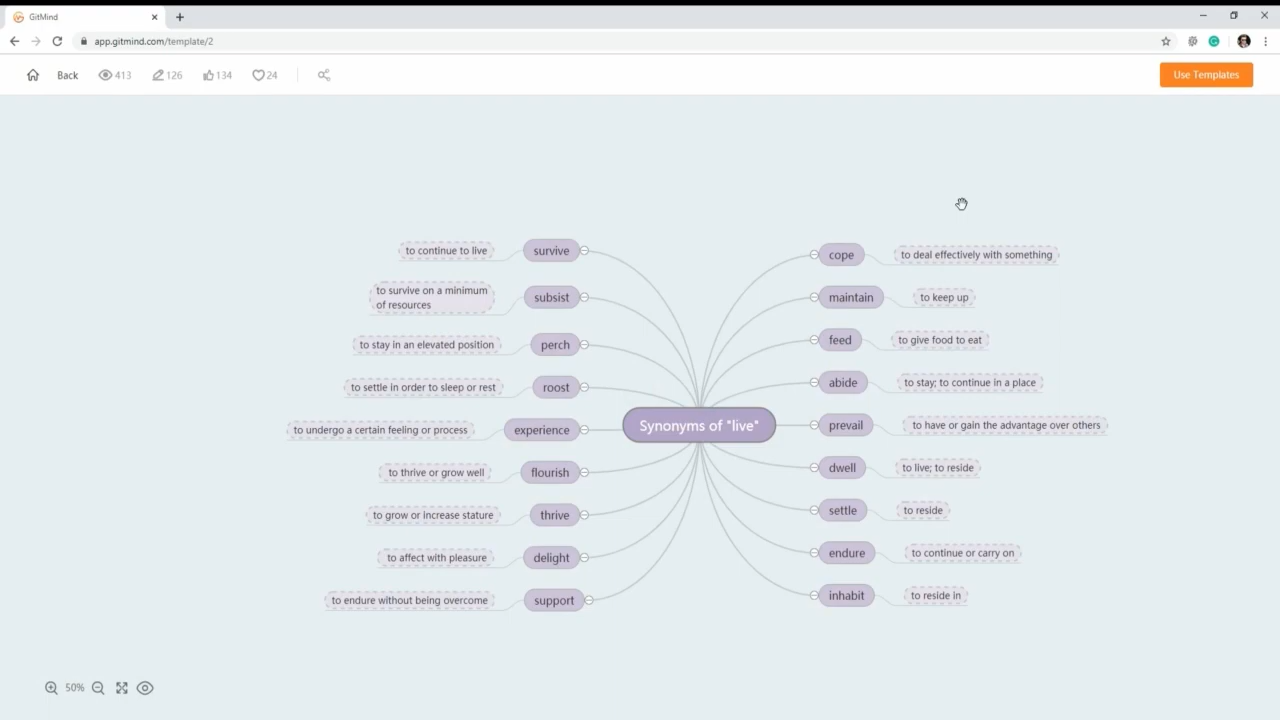 GitMind
app.gitmind.com/template/2
Back 413 126 134 24
Use Templates
Synonyms of "live"
survive
to continue to live
subsist
to survive on a minimum
of resources
perch
to stay in an elevated position
roost
to settle in order to sleep or rest
experience
to undergo a certain feeling or process
flourish
to thrive or grow well
thrive
to grow or increase stature
delight
to affect with pleasure
support
to endure without being overcome
cope
to deal effectively with something
maintain
to keep up
feed
to give food to eat
abide
to stay; to continue in a place
prevail
to have or gain the advantage over others
dwell
to live; to reside
settle
to reside
endure
to continue or carry on
inhabit
to reside in
50%